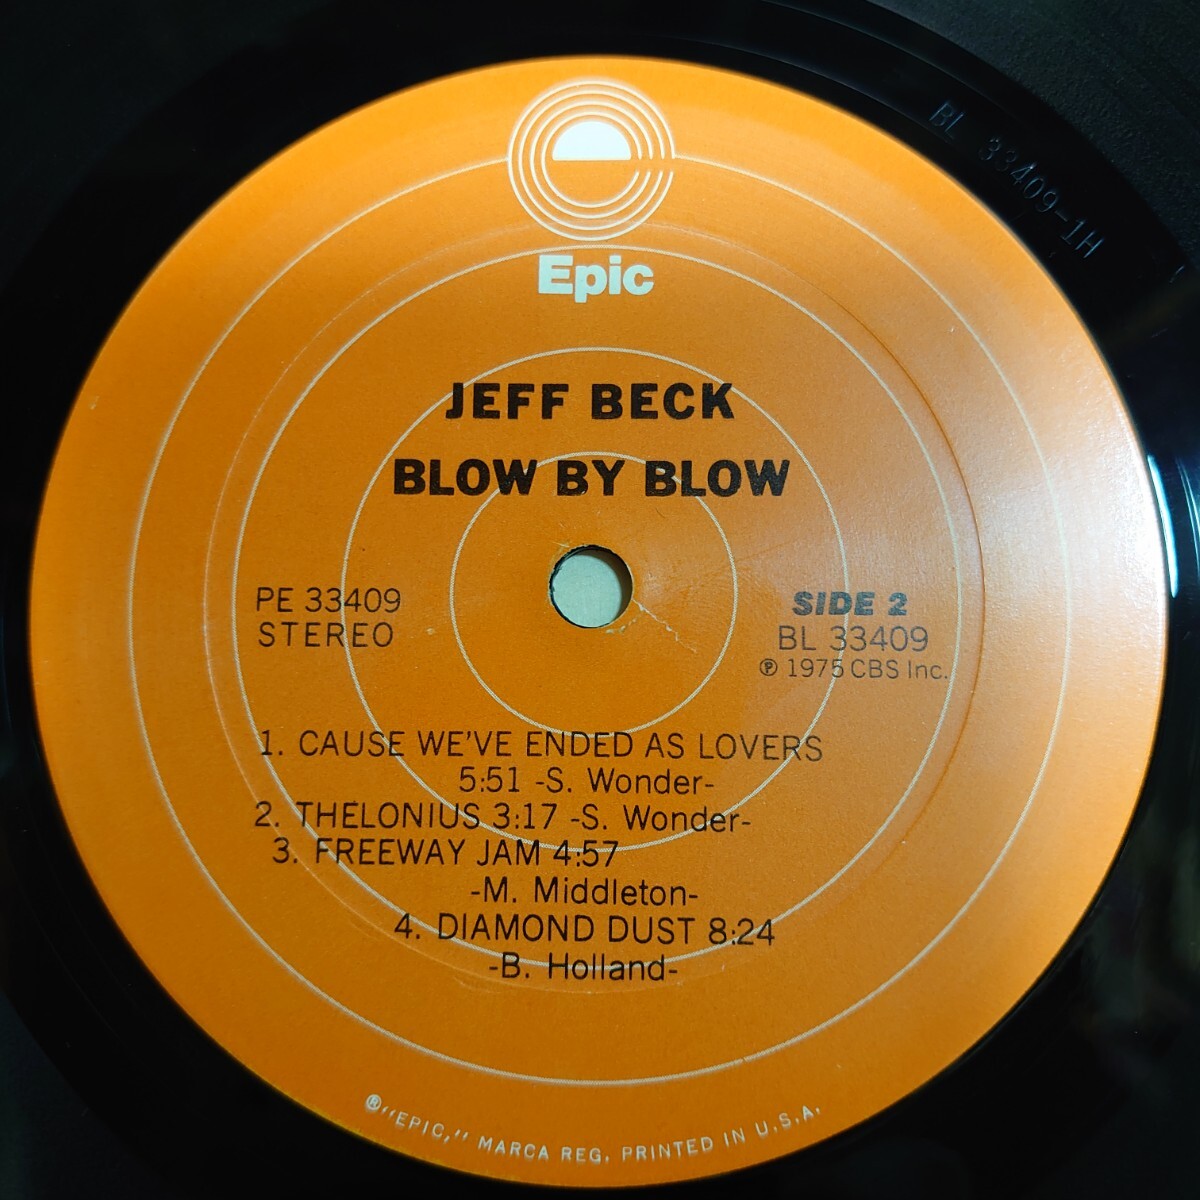 BL 33409-1H
Epic
JEFF BECK
BLOW BY BLOW
PE 33409
STEREO
SIDE 2
BL 33409
℗ 1975 CBS Inc.
1. CAUSE WE'VE ENDED AS LOVERS
5:51 -S. Wonder-
2. THELONIUS 3:17 -S. Wonder-
3. FREEWAY JAM 4:57
-M. Middleton-
4. DIAMOND DUST 8:24
-B. Holland-
®"EPIC," MARCA REG. PRINTED IN U.S.A.